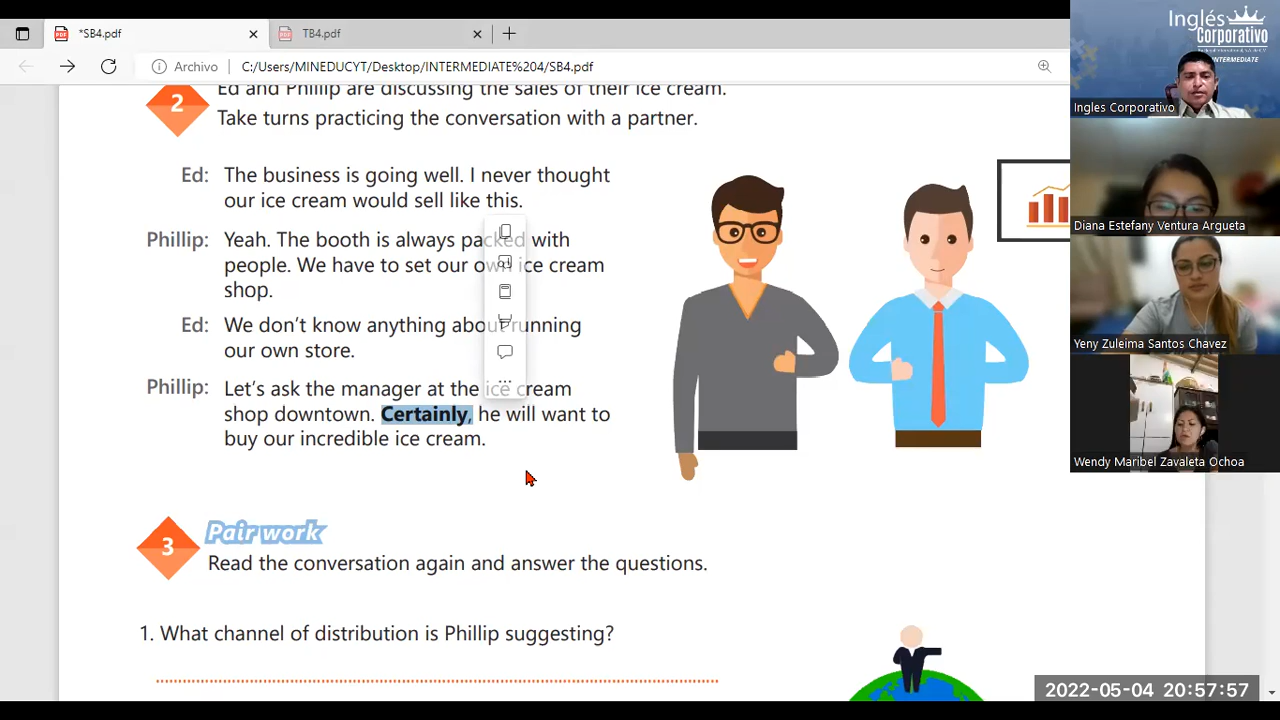 *SB4.pdf
TB4.pdf
Archivo
C:/Users/MINEDUCYT/Desktop/INTERMEDIATE%204/SB4.pdf
Inglés
Corporativo
INTERMEDIATE
Ingles Corporativo
Diana Estefany Ventura Argueta
Yeny Zuleima Santos Chavez
Wendy Maribel Zavaleta Ochoa
2
Ed and Phillip are discussing the sales of their ice cream.
Take turns practicing the conversation with a partner.
Ed: The business is going well. I never thought
our ice cream would sell like this.
Phillip: Yeah. The booth is always packed with
people. We have to set our own ice cream
shop.
Ed: We don't know anything about running
our own store.
Phillip: Let's ask the manager at the ice cream
shop downtown. Certainly, he will want to
buy our incredible ice cream.
3
Pair work
Read the conversation again and answer the questions.
1. What channel of distribution is Phillip suggesting?
2022-05-04 20:57:57